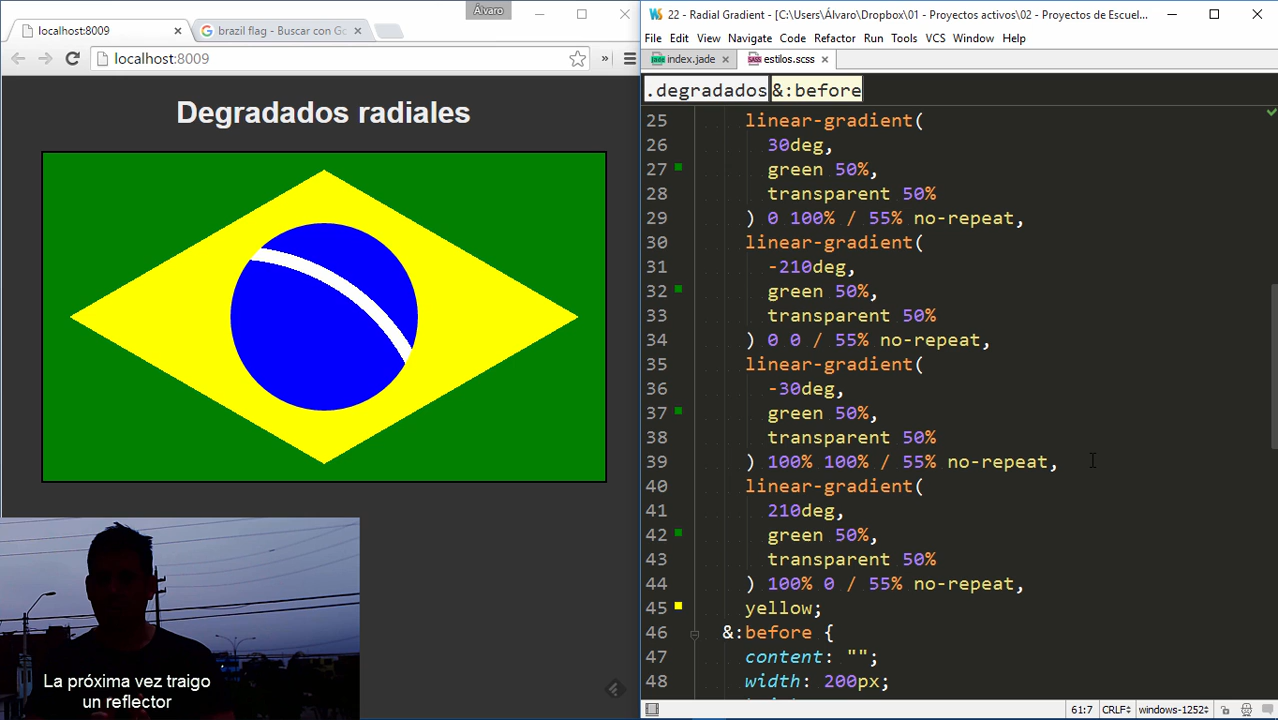 Álvaro
localhost:8009
brazil flag - Buscar con Go
localhost:8009
»
Degradados radiales
La próxima vez traigo
un reflector
22 - Radial Gradient - [C:\Users\Álvaro\Dropbox\01 - Proyectos activos\02 - Proyectos de Escuel...
File Edit View Navigate Code Refactor Run Tools VCS Window Help
index.jade estilos.scss
.degradados &:before
25 linear-gradient(
26 30deg,
27 green 50%,
28 transparent 50%
29 ) 0 100% / 55% no-repeat,
30 linear-gradient(
31 -210deg,
32 green 50%,
33 transparent 50%
34 ) 0 0 / 55% no-repeat,
35 linear-gradient(
36 -30deg,
37 green 50%,
38 transparent 50%
39 ) 100% 100% / 55% no-repeat,
40 linear-gradient(
41 210deg,
42 green 50%,
43 transparent 50%
44 ) 100% 0 / 55% no-repeat,
45 yellow;
46 &:before {
47 content: "";
48 width: 200px;
61:7 CRLF windows-1252